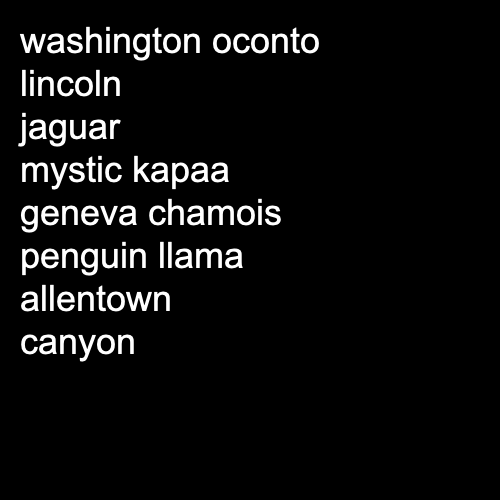 washington oconto
lincoln
jaguar
mystic kapaa
geneva chamois
penguin llama
allentown
canyon